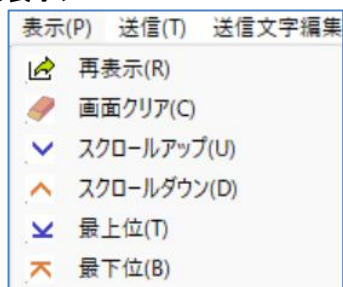 表示(P) 送信(T) 送信文字編集
再表示(R)
画面クリア(C)
スクロールアップ(U)
スクロールダウン(D)
最上位(T)
最下位(B)